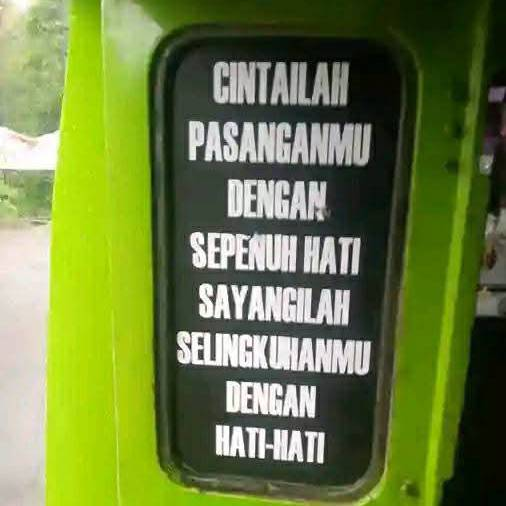 CINTAILAH
PASANGANMU
DENGAN
SEPENUH HATI
SAYANGILAH
SELINGKUHANMU
DENGAN
HATI-HATI